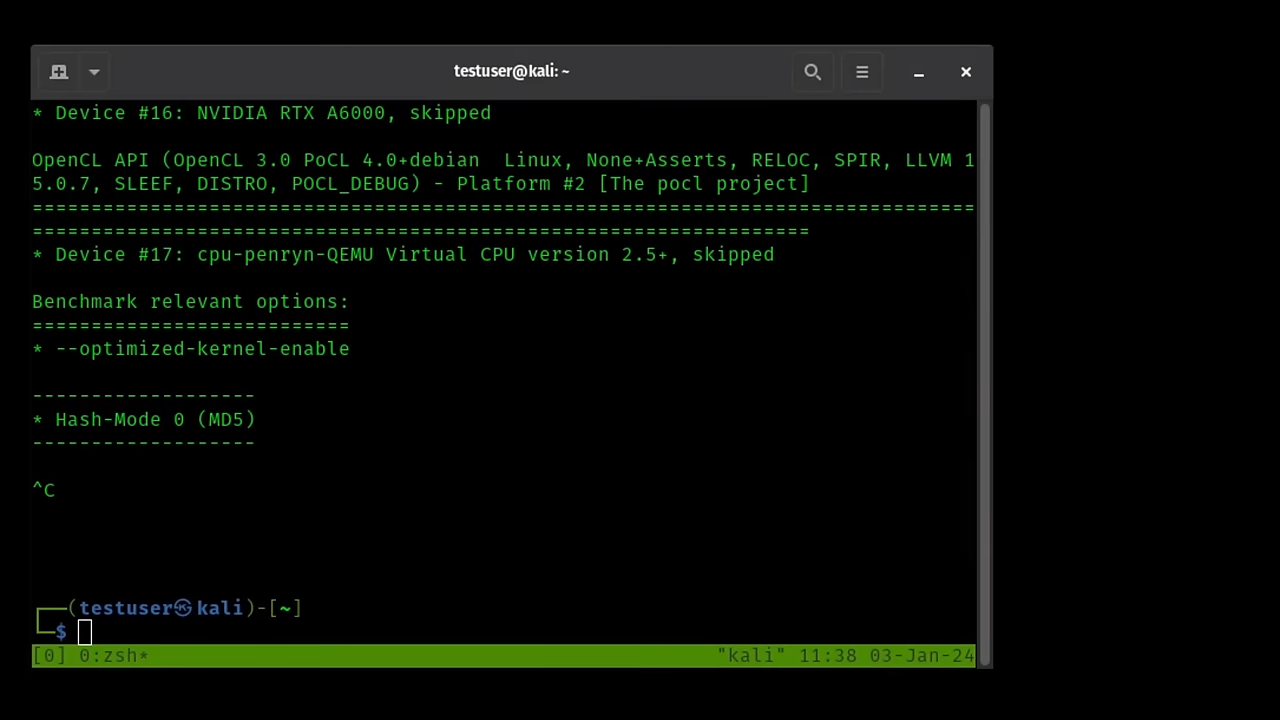 testuser@kali: ~
* Device #16: NVIDIA RTX A6000, skipped
OpenCL API (OpenCL 3.0 PoCL 4.0+debian  Linux, None+Asserts, RELOC, SPIR, LLVM 1
5.0.7, SLEEF, DISTRO, POCL_DEBUG) - Platform #2 [The pocl project]
================================================================================
==================================================================
* Device #17: cpu-penryn-QEMU Virtual CPU version 2.5+, skipped
Benchmark relevant options:
===========================
* --optimized-kernel-enable
-------------------
* Hash-Mode 0 (MD5)
-------------------
^C
┌──(testuser㉿kali)-[~]
└─$
[0] 0:zsh* "kali" 11:38 03-Jan-24